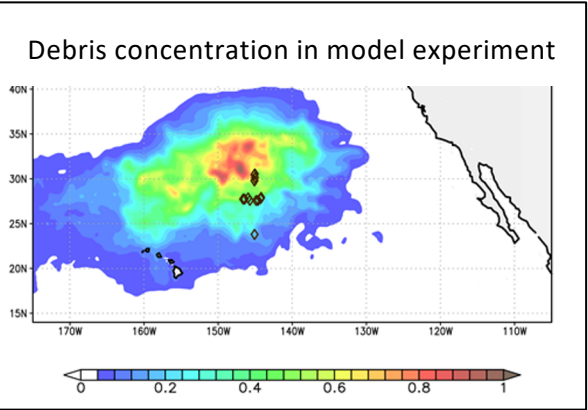 Debris concentration in model experiment
40N
35N
30N
25N
20N
15N
170W 160W 150W 140W 130W 120W 110W
0 0.2 0.4 0.6 0.8 1